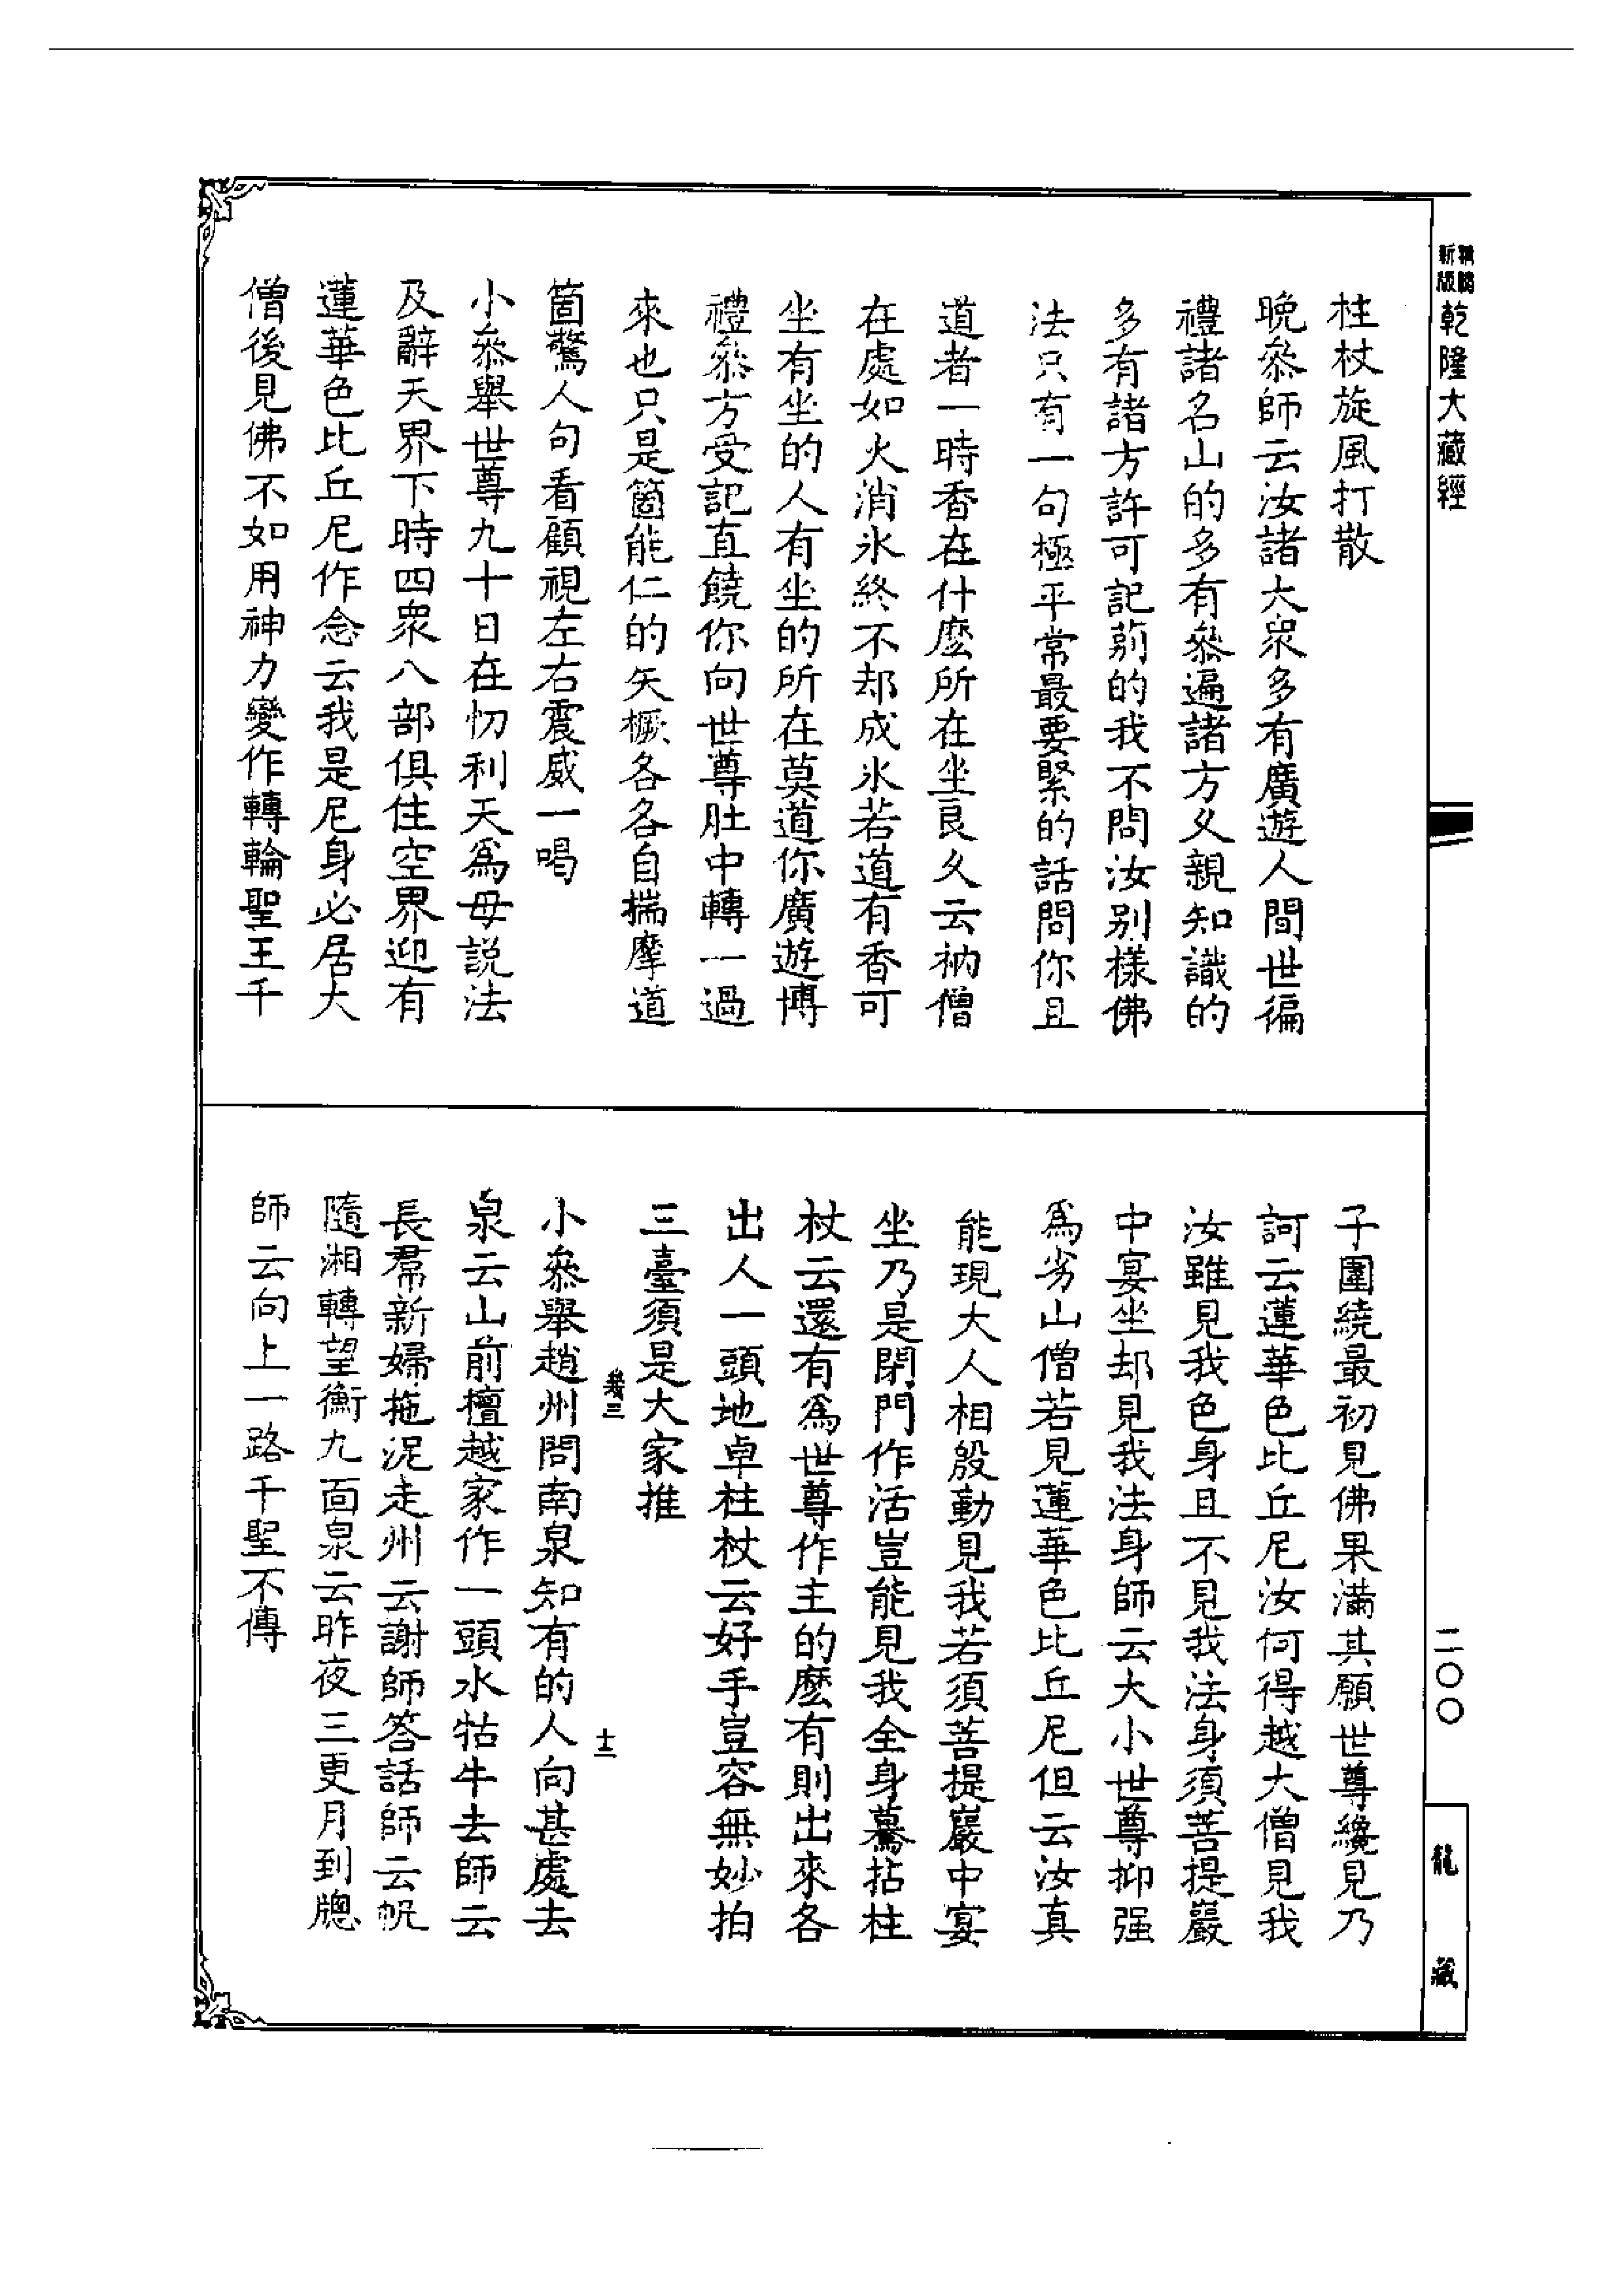 精鵰新版
乾隆大藏經
拄杖旋風打散
晚叅師云汝諸大衆多有廣遊人間世徧
禮諸名山的多有叅遍諸方久親知識的
多有諸方許可記莂的我不問汝别樣佛
法只有一句極平常最要緊的話問你且
道者一時香在什麽所在坐良久云衲僧
在處如火消氷終不却成氷若道有香可
坐有坐的人有坐的所在莫道你廣遊博
禮叅方受記直饒你向世尊肚中轉一過
來也只是箇能仁的矢橛各各自揣摩道
箇驚人句看顧視左右震威一喝
小叅舉世尊九十日在忉利天爲母説法
及辭天界下時四衆八部俱往空界迎有
蓮華色比丘尼作念云我是尼身必居大
僧後見佛不如用神力變作轉輪聖王千
子圍繞最初見佛果滿其願世尊纔見乃
訶云蓮華色比丘尼汝何得越大僧見我
汝雖見我色身且不見我法身須菩提巖
中宴坐却見我法身師云大小世尊抑强
爲劣山僧若見蓮華色比丘尼但云汝真
能現大人相殷勤見我若須菩提巖中宴
坐乃是閉門作活豈能見我全身驀拈拄
杖云還有爲世尊作主的麽有則出來各
出人一頭地卓拄杖云好手豈容無妙拍
三臺須是大家推
卷三
十二
小叅舉趙州問南泉知有的人向甚處去
泉云山前檀越家作一頭水牯牛去師云
長帬新婦拖泥走州云謝師答話師云帆
隨湘轉望衡九面泉云昨夜三更月到牕
師云向上一路千聖不傳
二〇〇
龍藏